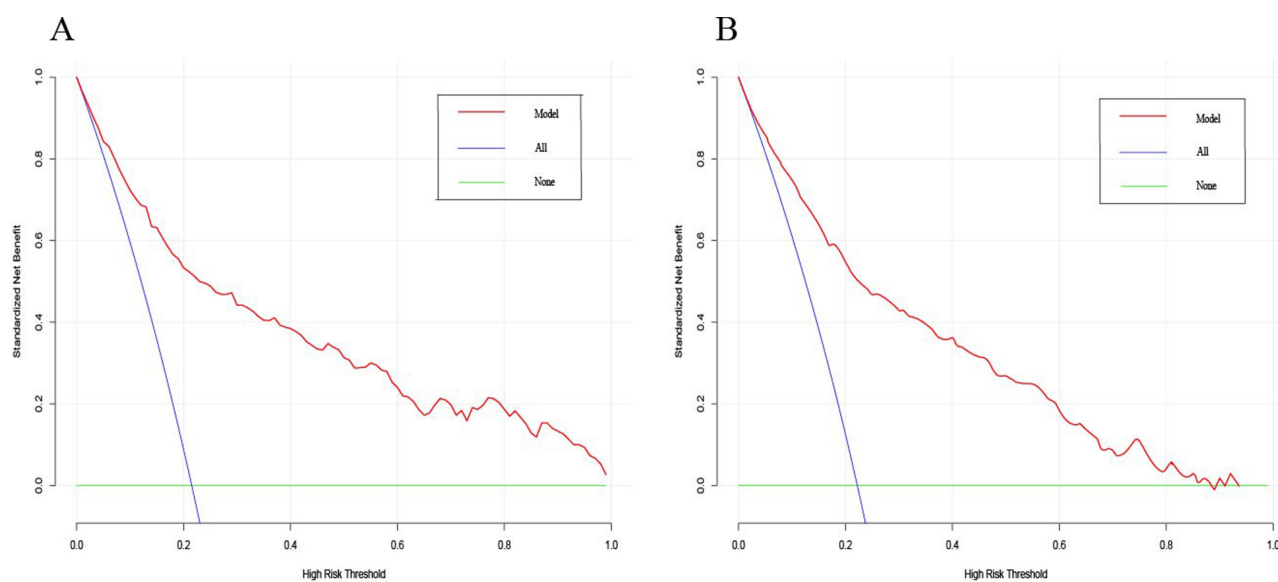 A
Standardized Net Benefit
1.0
0.8
0.6
0.4
0.2
0.0
Model
All
None
0.0 0.2 0.4 0.6 0.8 1.0
High Risk Threshold
B
Standardized Net Benefit
1.0
0.8
0.6
0.4
0.2
0.0
Model
All
None
0.0 0.2 0.4 0.6 0.8 1.0
High Risk Threshold